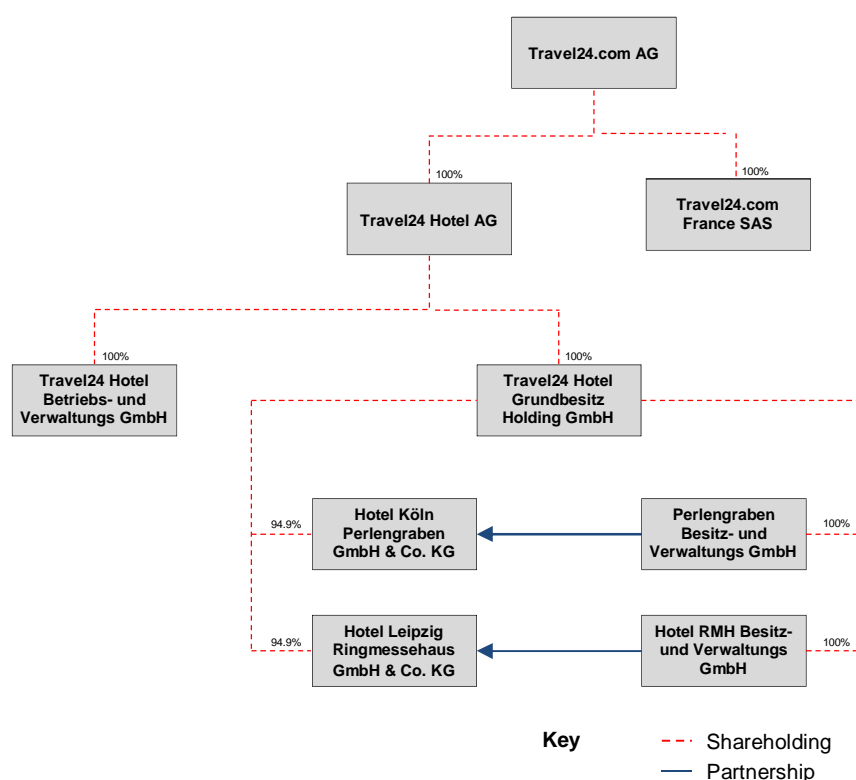 Travel24.com AG
100%
100%
Travel24 Hotel AG
Travel24.com
France SAS
100%
100%
Travel24 Hotel
Betriebs- und
Verwaltungs GmbH
Travel24 Hotel
Grundbesitz
Holding GmbH
94.9%
Hotel Köln
Perlengraben
GmbH & Co. KG
Perlengraben
Besitz- und
Verwaltungs GmbH
100%
94.9%
Hotel Leipzig
Ringmessehaus
GmbH & Co. KG
Hotel RMH Besitz-
und Verwaltungs
GmbH
100%
Key
Shareholding
Partnership